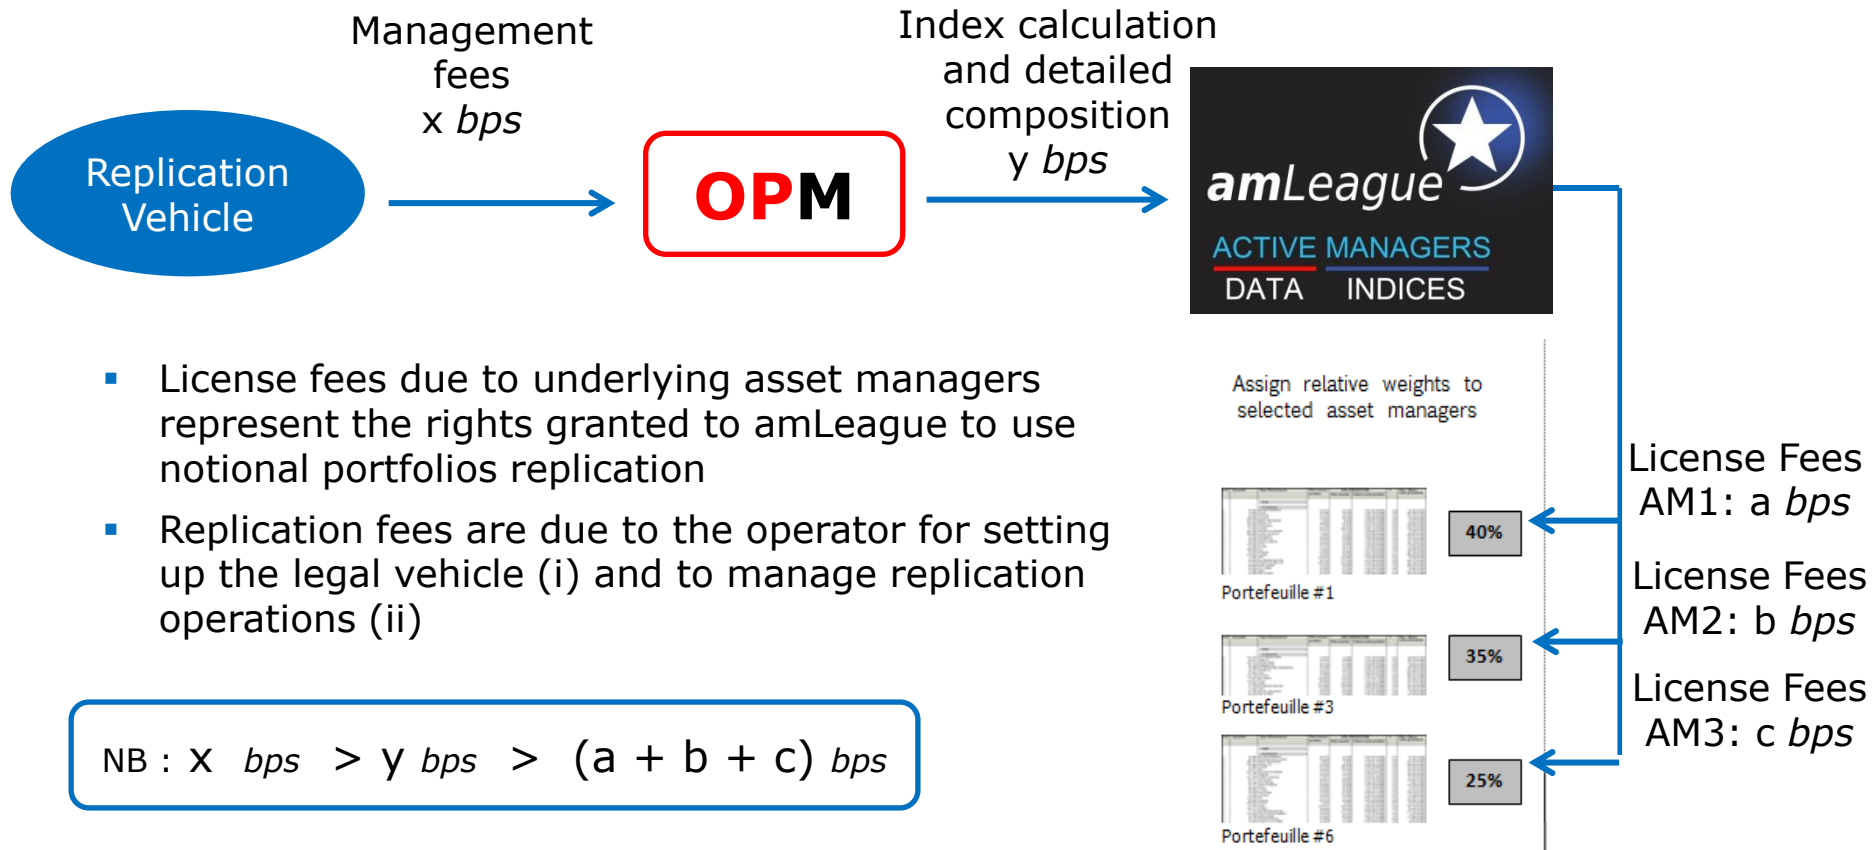 Management
fees
x bps
Index calculation
and detailed
composition
y bps
Replication
Vehicle
OPM
amLeague
ACTIVE MANAGERS
DATA INDICES
License fees due to underlying asset managers
represent the rights granted to amLeague to use
notional portfolios replication
Replication fees are due to the operator for setting
up the legal vehicle (i) and to manage replication
operations (ii)
NB : x bps > y bps > (a + b + c) bps
Assign relative weights to
selected asset managers
40%
Portefeuille #1
35%
Portefeuille #3
25%
Portefeuille #6
License Fees
AM1: a bps
License Fees
AM2: b bps
License Fees
AM3: c bps